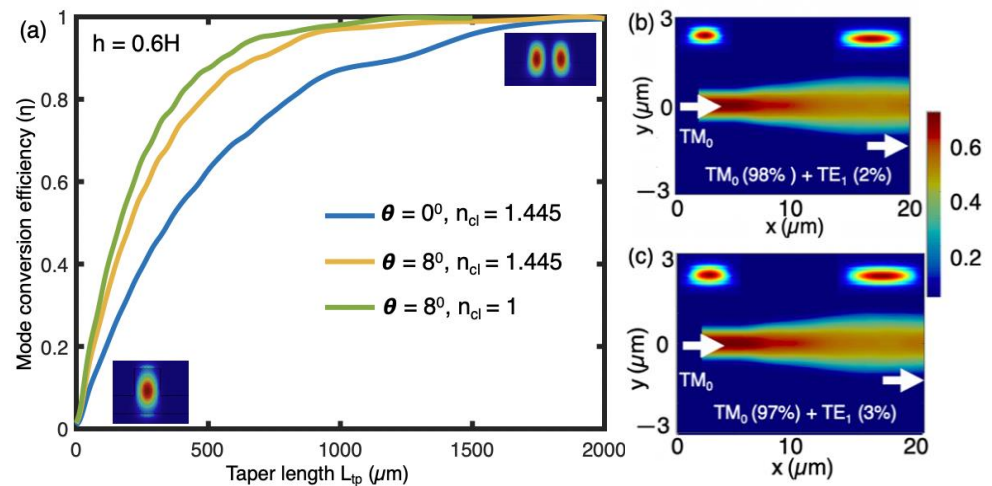 (a)
h = 0.6H
Mode conversion efficiency (n)
1
0.8
0.6
0.4
0.2
0
θ = 0⁰, n_cl = 1.445
θ = 8⁰, n_cl = 1.445
θ = 8⁰, n_cl = 1
0 500 1000 1500 2000
Taper length L_tp (μm)
(b)
3
0
—3
y (μm)
TM₀
TM₀ (98% ) + TE₁ (2%)
0 10 20
x (μm)
(c)
3
0
—3
y (μm)
TM₀
TM₀ (97%) + TE₁ (3%)
0 10 20
x (μm)
0.6
0.4
0.2